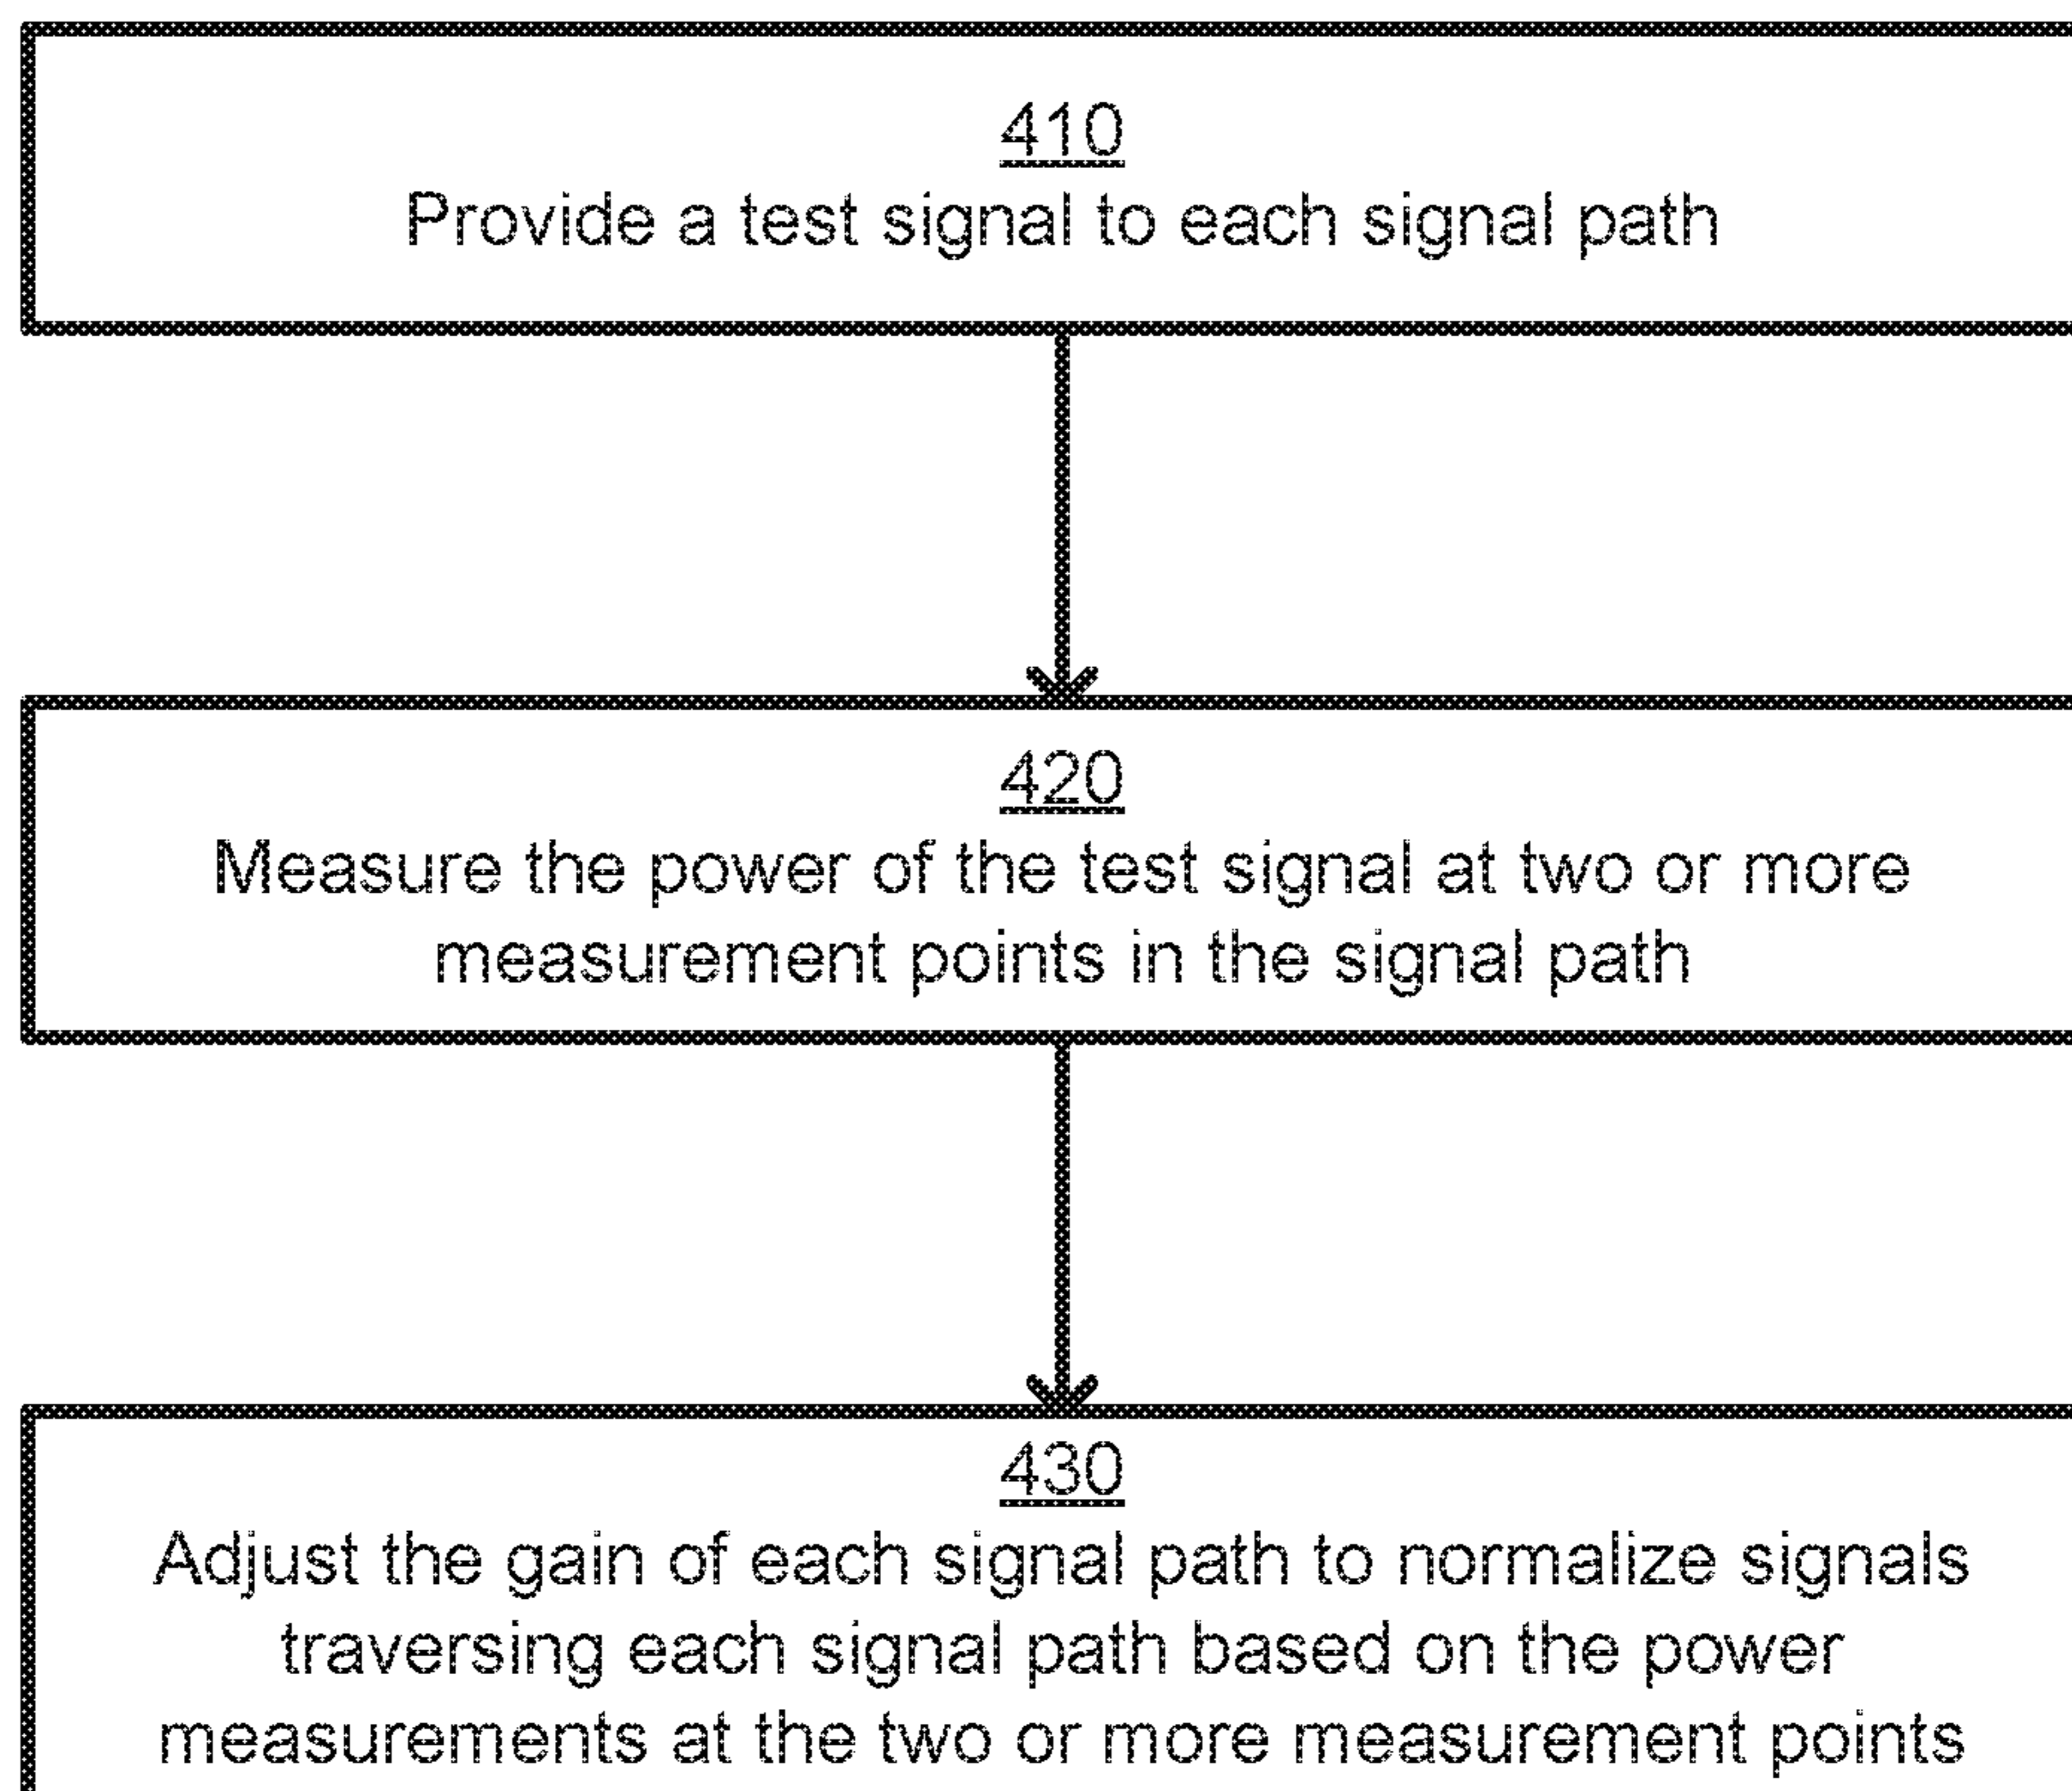 410
Provide a test signal to each signal path
420
Measure the power of the test signal at two or more
measurement points in the signal path
430
Adjust the gain of each signal path to normalize signals
traversing each signal path based on the power
measurements at the two or more measurement points